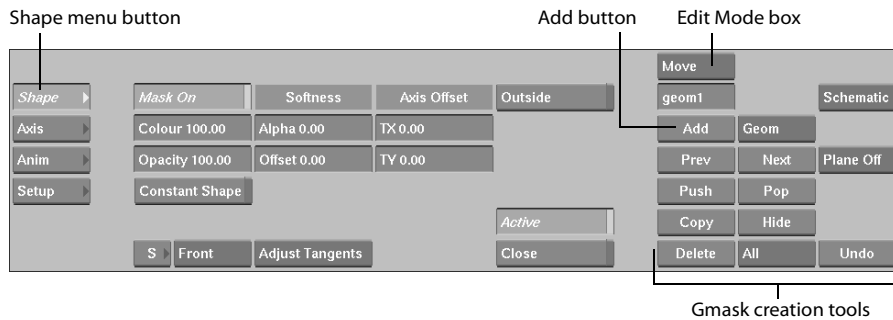 Shape menu button
Add button
Edit Mode box
Move
Shape
Mask On
Softness
Axis Offset
Outside
geom1
Schematic
Axis
Colour 100.00
Alpha 0.00
TX 0.00
Add
Geom
Anim
Opacity 100.00
Offset 0.00
TY 0.00
Prev
Next
Plane Off
Setup
Constant Shape
Push
Pop
Active
Copy
Hide
S
Front
Adjust Tangents
Close
Delete
All
Undo
Gmask creation tools